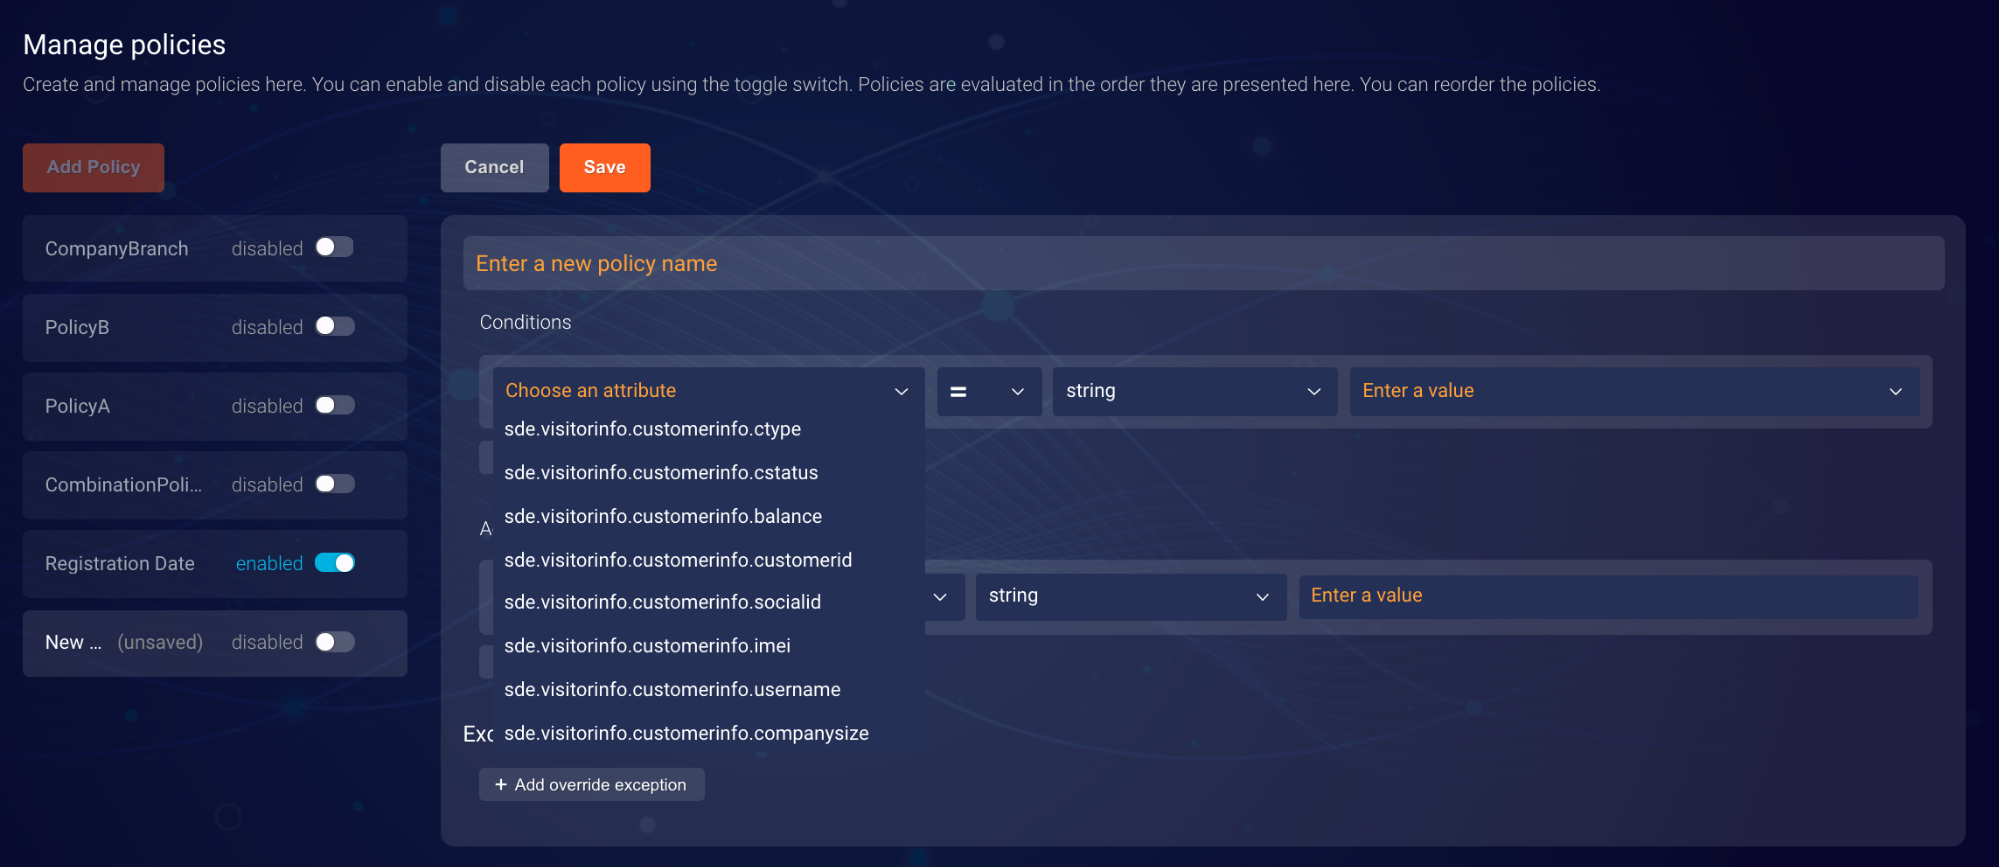 Manage policies
Create and manage policies here. You can enable and disable each policy using the toggle switch. Policies are evaluated in the order they are presented here. You can reorder the policies.
Add Policy
Cancel
Save
CompanyBranch disabled
PolicyB disabled
PolicyA disabled
CombinationPoli... disabled
Registration Date enabled
New ... (unsaved) disabled
Enter a new policy name
Conditions
Choose an attribute = string Enter a value
sde.visitorinfo.customerinfo.ctype
sde.visitorinfo.customerinfo.cstatus
sde.visitorinfo.customerinfo.balance
sde.visitorinfo.customerinfo.customerid
sde.visitorinfo.customerinfo.socialid
sde.visitorinfo.customerinfo.imei
sde.visitorinfo.customerinfo.username
sde.visitorinfo.customerinfo.companysize
string Enter a value
+ Add override exception